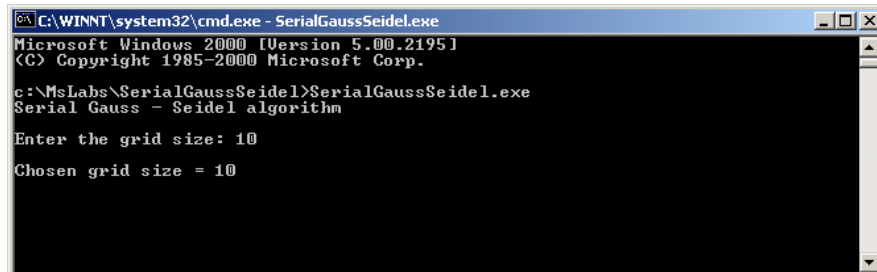 C:\WINNT\system32\cmd.exe - SerialGaussSeidel.exe
Microsoft Windows 2000 [Version 5.00.2195]
(C) Copyright 1985-2000 Microsoft Corp.
c:\MsLabs\SerialGaussSeidel>SerialGaussSeidel.exe
Serial Gauss - Seidel algorithm
Enter the grid size: 10
Chosen grid size = 10